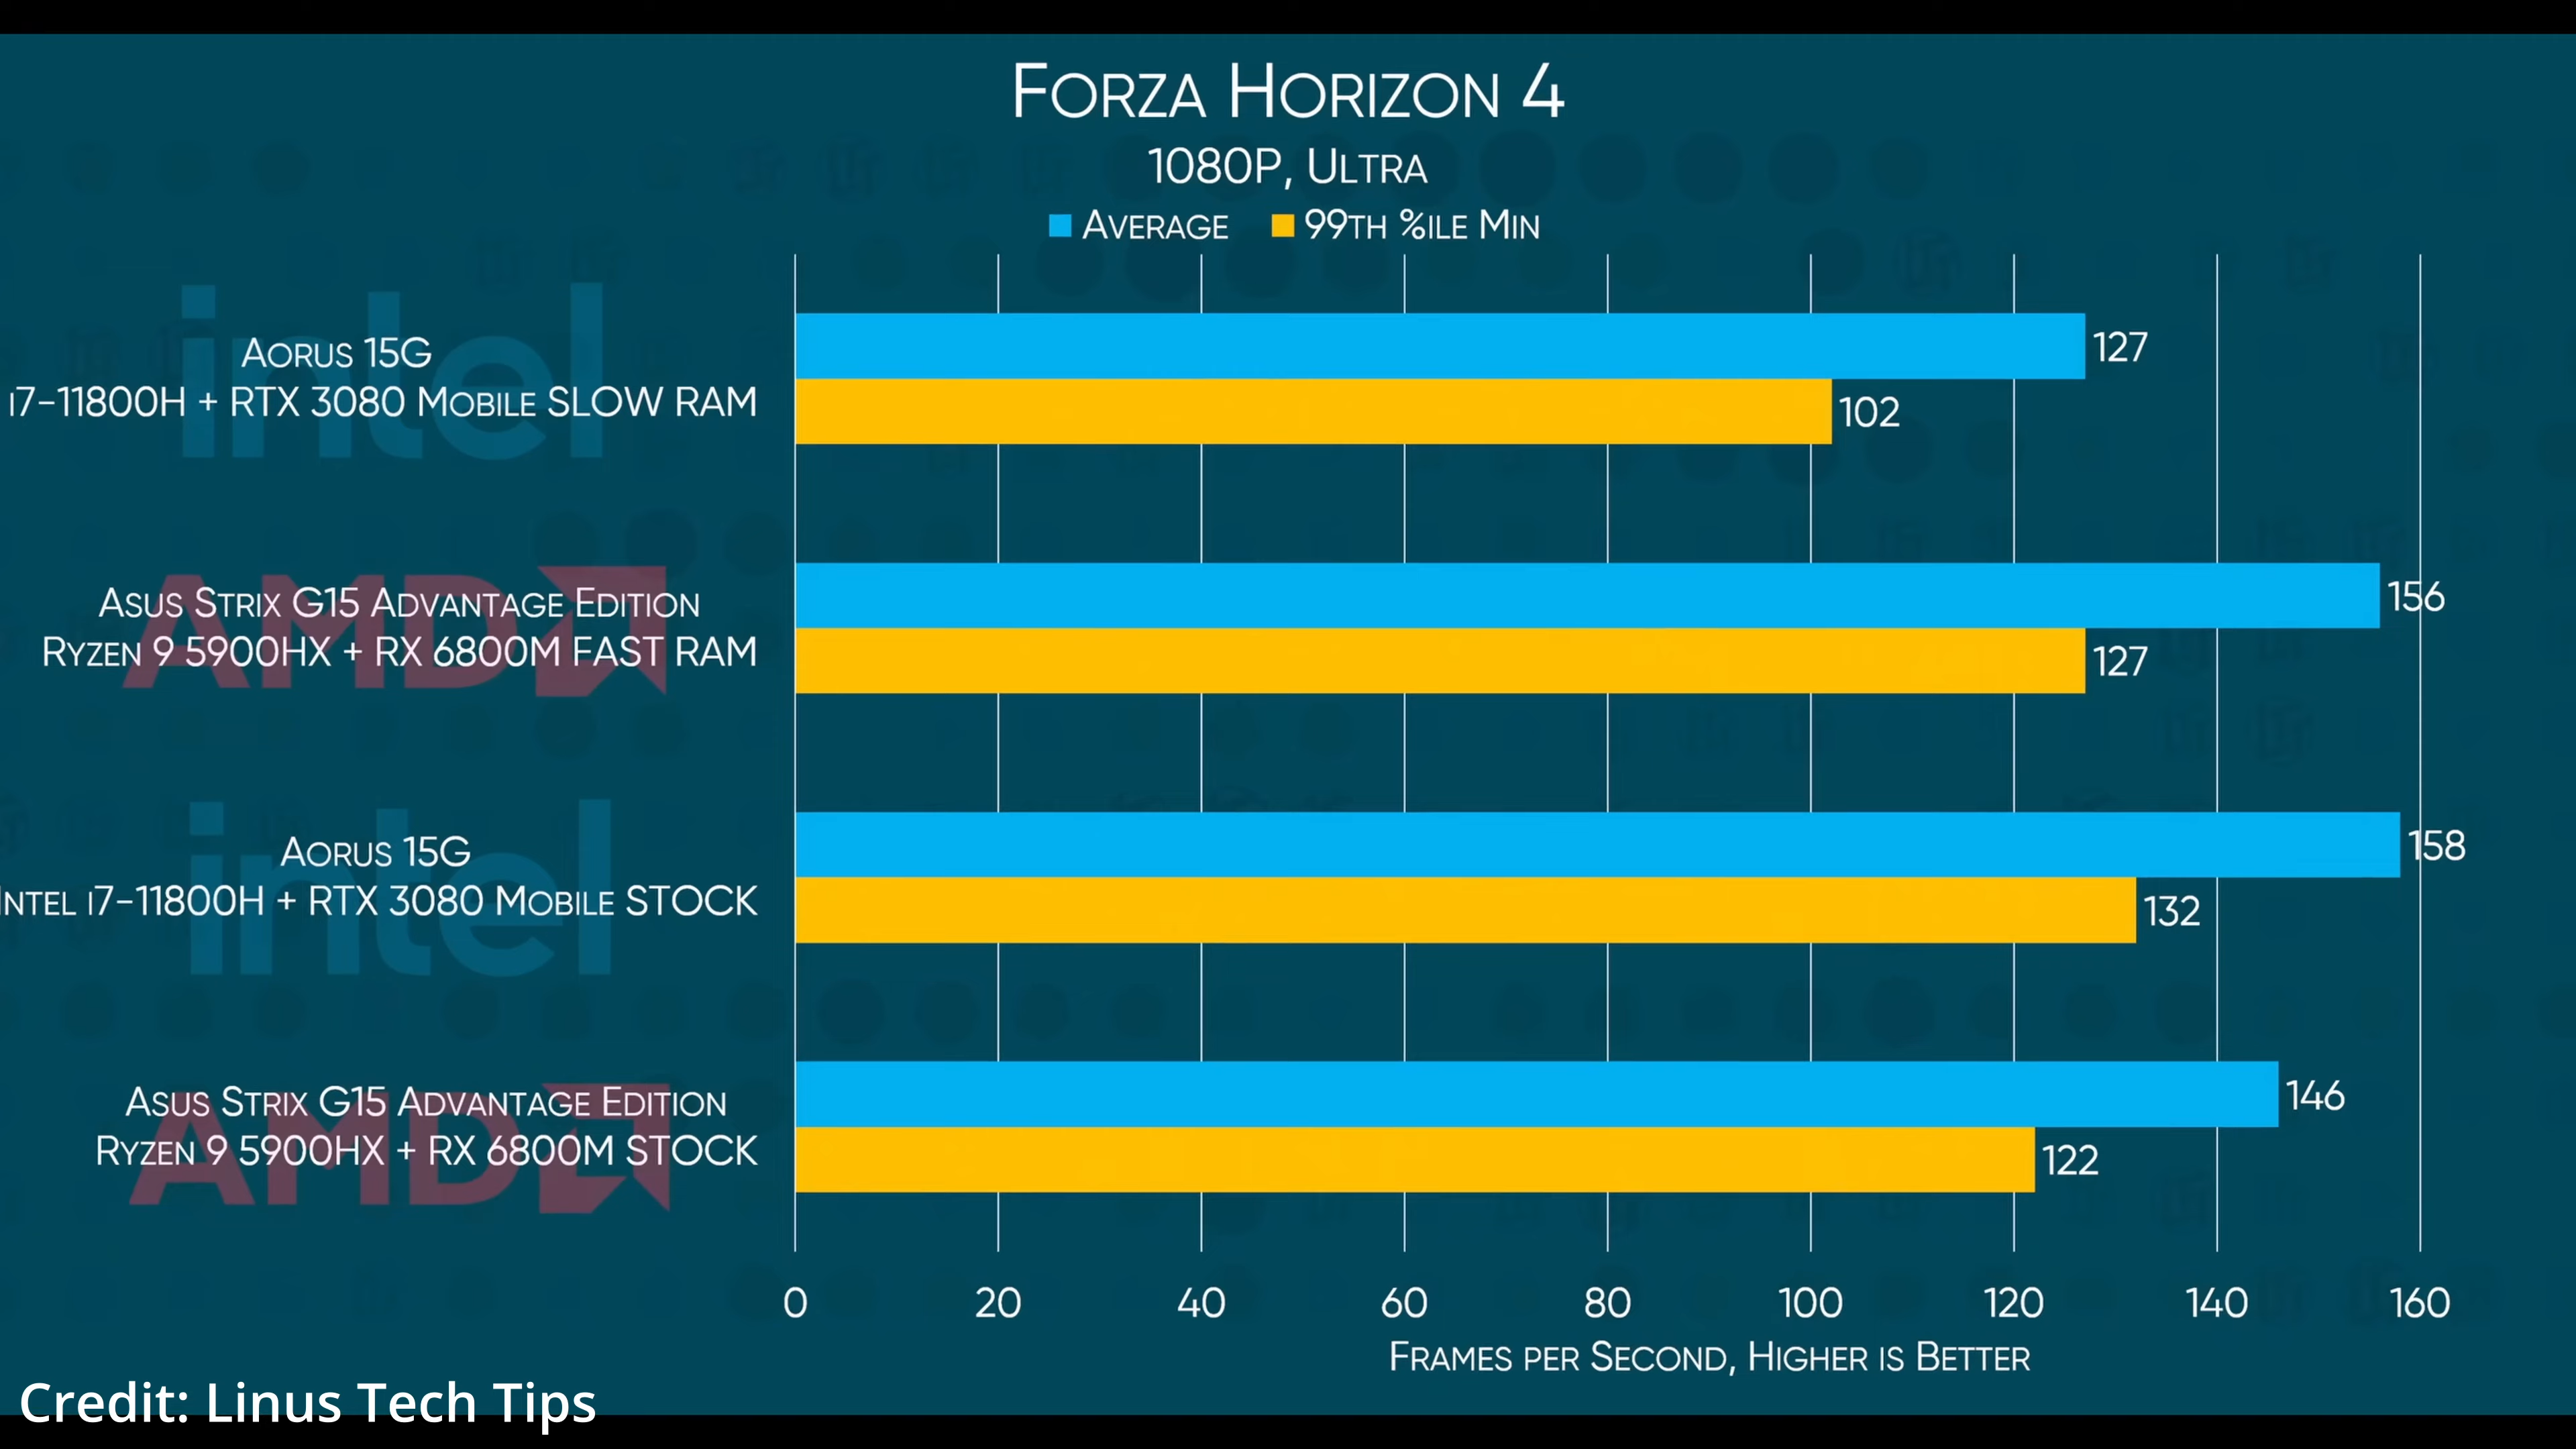 FORZA HORIZON 4
1080P, ULTRA
AVERAGE 99TH %ILE MIN
intel
AORUS 15G
I7-11800H + RTX 3080 MOBILE SLOW RAM
127
102
AMD
ASUS STRIX G15 ADVANTAGE EDITION
RYZEN 9 5900HX + RX 6800M FAST RAM
156
127
intel
AORUS 15G
INTEL I7-11800H + RTX 3080 MOBILE STOCK
158
132
AMD
ASUS STRIX G15 ADVANTAGE EDITION
RYZEN 9 5900HX + RX 6800M STOCK
146
122
0 20 40 60 80 100 120 140 160
FRAMES PER SECOND, HIGHER IS BETTER
Credit: Linus Tech Tips